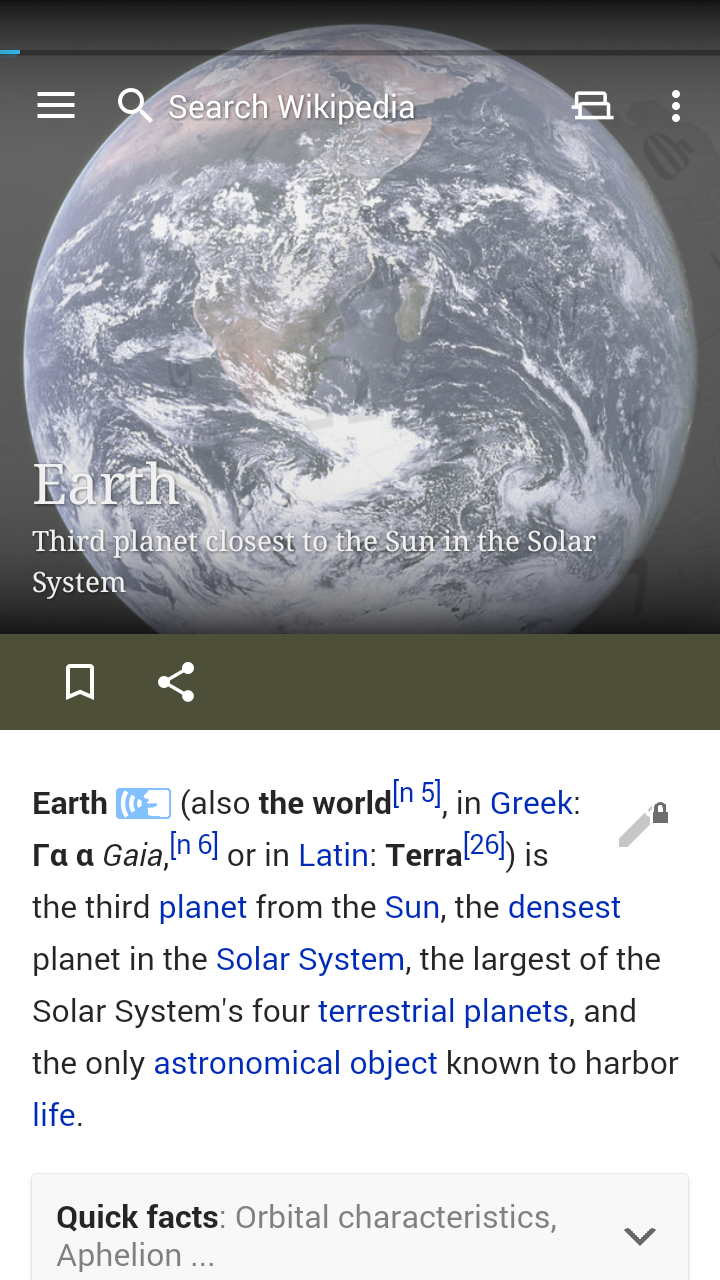 Search Wikipedia
Earth
Third planet closest to the Sun in the Solar
System
Earth (also the world[n 5], in Greek:
Γα α Gaia,[n 6] or in Latin: Terra[26]) is
the third planet from the Sun, the densest
planet in the Solar System, the largest of the
Solar System's four terrestrial planets, and
the only astronomical object known to harbor
life.
Quick facts: Orbital characteristics,
Aphelion ...